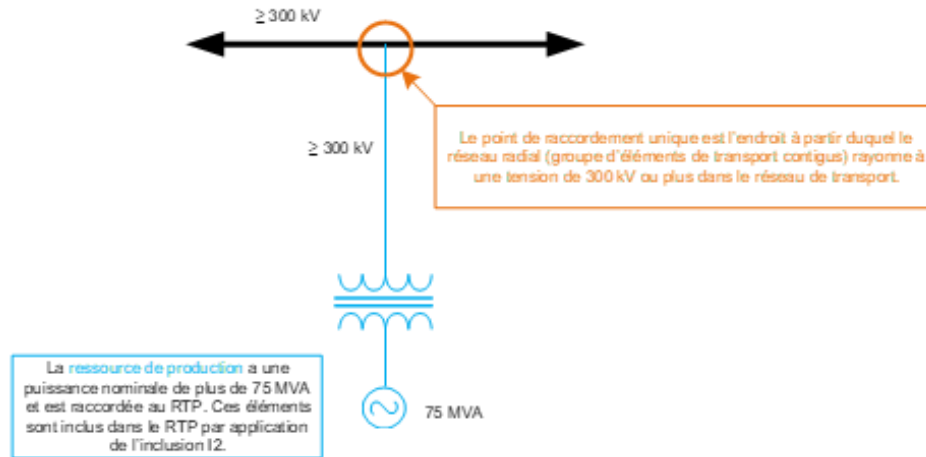 ≥ 300 kV
≥ 300 kV
Le point de raccordement unique est l'endroit à partir duquel le
réseau radial (groupe d'éléments de transport contigus) rayonne à
une tension de 300 kV ou plus dans le réseau de transport.
La ressource de production a une
puissance nominale de plus de 75 MVA
et est raccordée au RTP. Ces éléments
sont inclus dans le RTP par application
de l'inclusion I2.
75 MVA